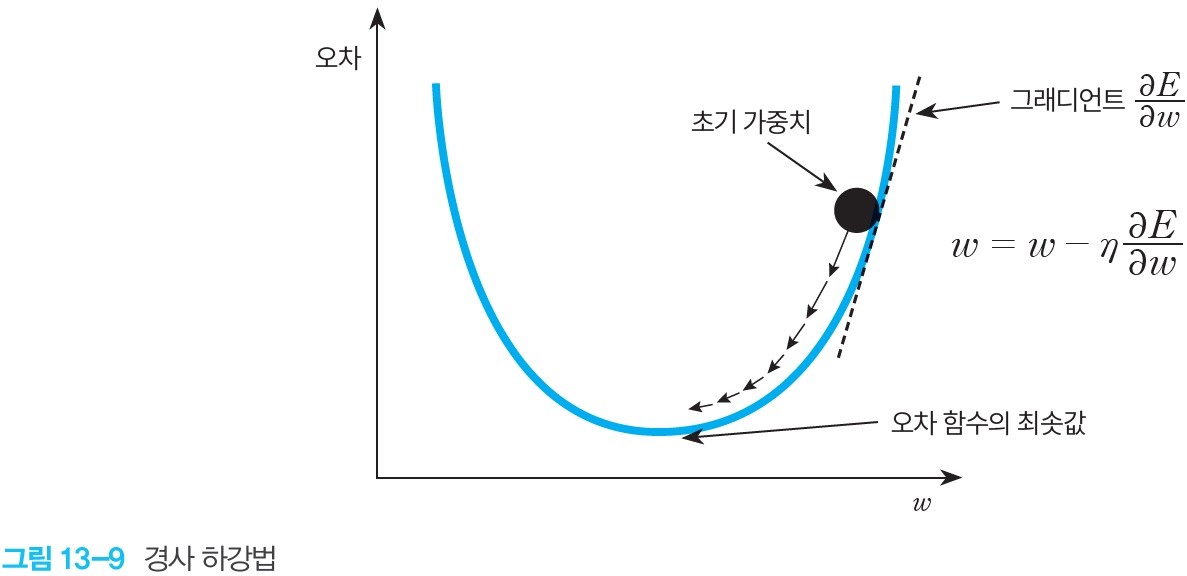 오차
초기 가중치
그래디언트 ∂E/∂w
w = w − η ∂E/∂w
오차 함수의 최솟값
w
그림 13–9 경사 하강법